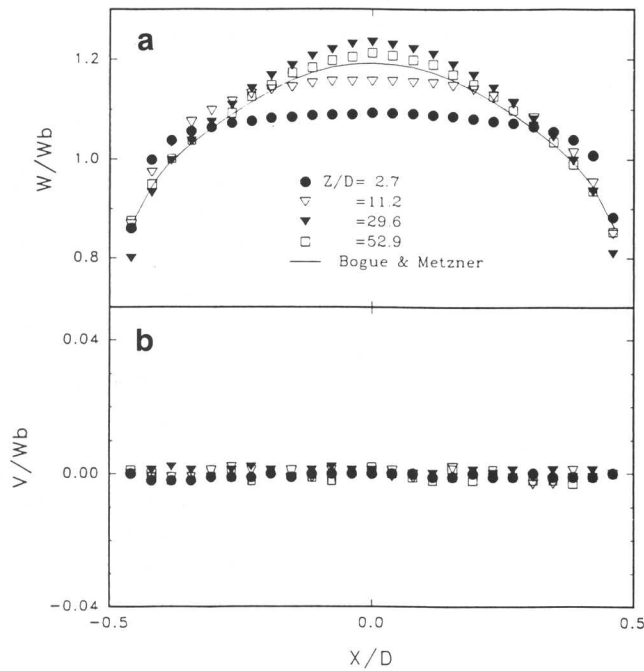 a
1.2
1.0
0.8
W/Wb
Z/D= 2.7
=11.2
=29.6
=52.9
Bogue & Metzner
b
0.04
0.00
-0.04
V/Wb
-0.5
0.0
0.5
X/D